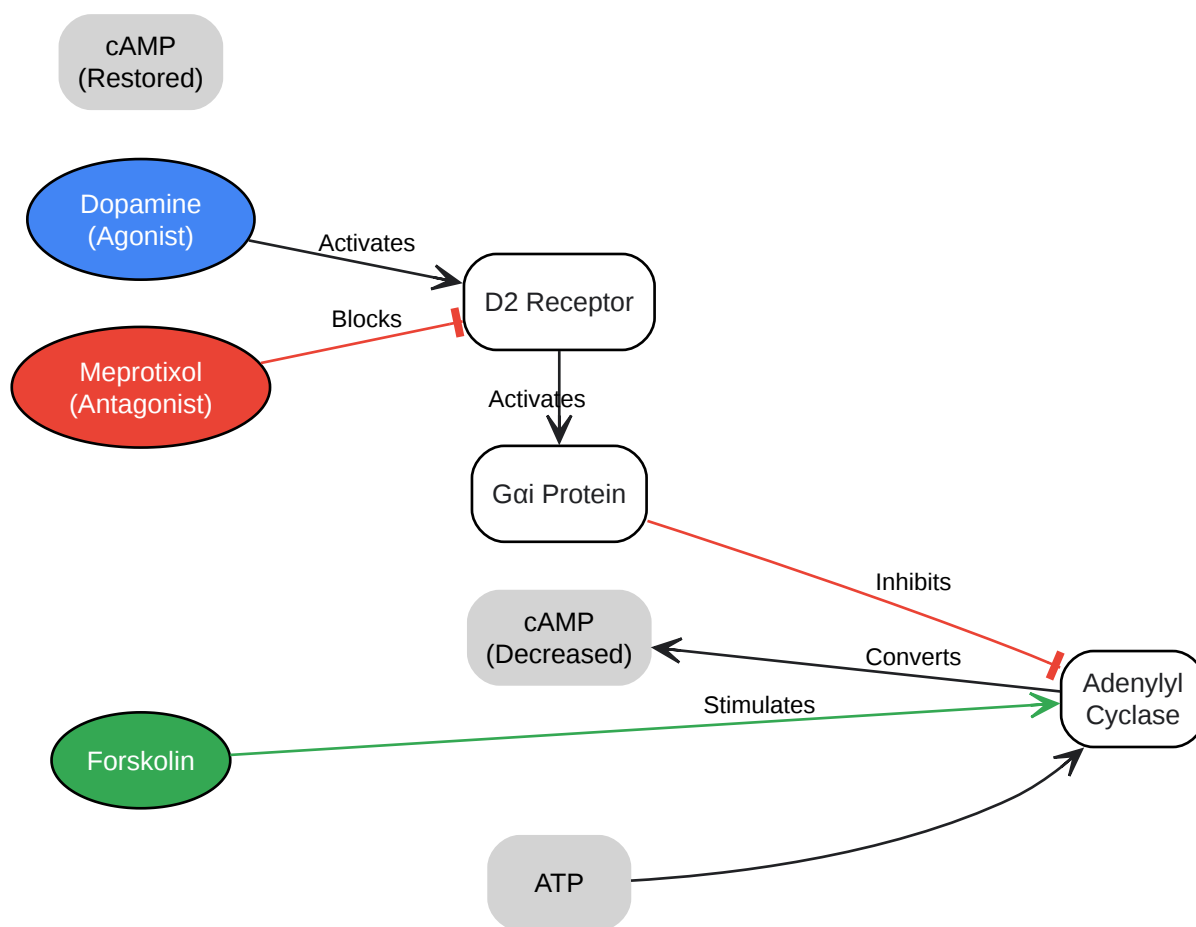 cAMP
(Restored)
Dopamine
(Agonist)
Activates
D2 Receptor
Blocks
Meprotixol
(Antagonist)
Activates
Gαi Protein
Inhibits
cAMP
(Decreased)
Converts
Adenylyl
Cyclase
Stimulates
Forskolin
ATP